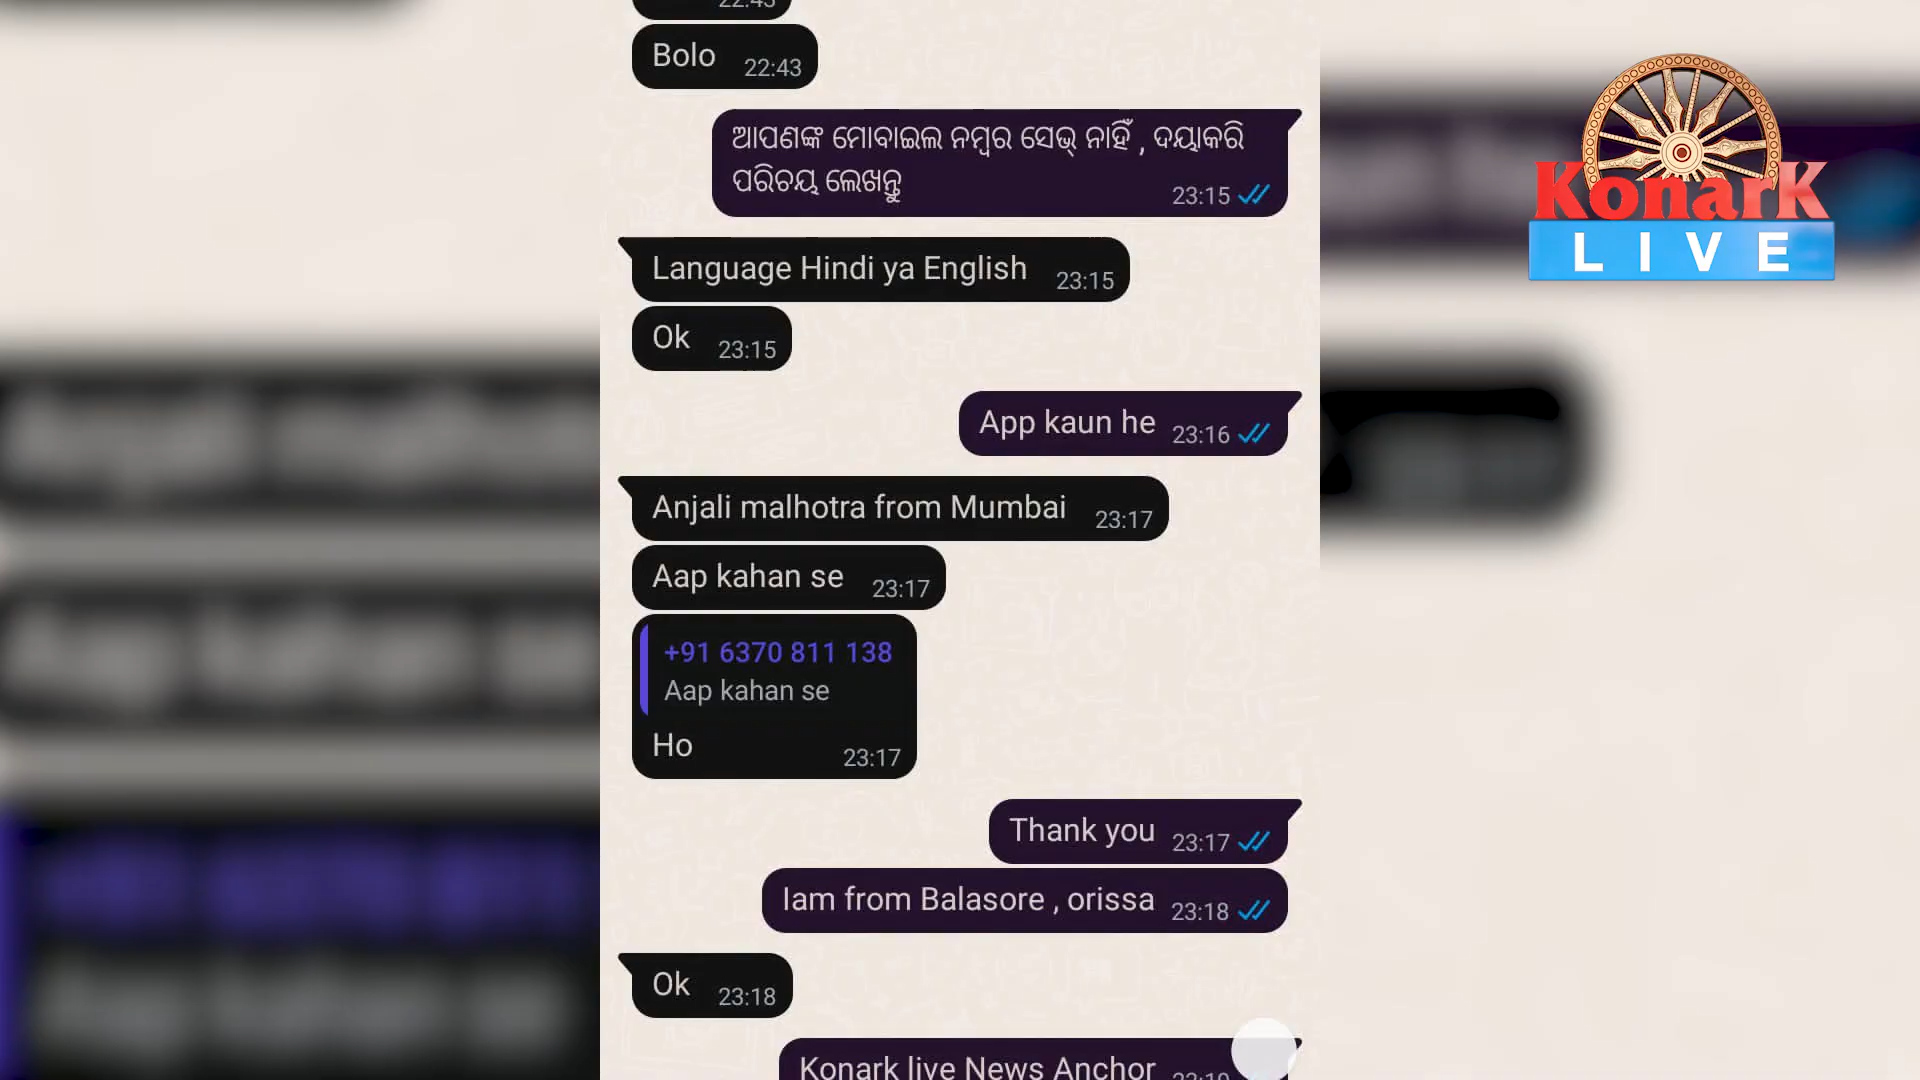 22:43
Bolo 22:43
ଆପଣଙ୍କ ମୋବାଇଲ ନମ୍ବର ସେଭ୍ ନାହିଁ , ଦୟାକରି
ପରିଚୟ ଲେଖନ୍ତୁ 23:15
Language Hindi ya English 23:15
Ok 23:15
App kaun he 23:16
Anjali malhotra from Mumbai 23:17
Aap kahan se 23:17
+91 6370 811 138
Aap kahan se
Ho 23:17
Thank you 23:17
Iam from Balasore , orissa 23:18
Ok 23:18
Konark live News Anchor
KonarK
LIVE